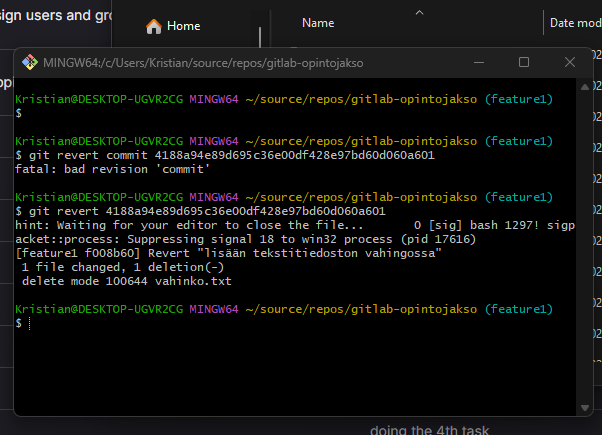 sign users and gro
Home
Name
Date mod
MINGW64:/c/Users/Kristian/source/repos/gitlab-opintojakso
Kristian@DESKTOP-UGVR2CG MINGW64 ~/source/repos/gitlab-opintojakso (feature1)
$
Kristian@DESKTOP-UGVR2CG MINGW64 ~/source/repos/gitlab-opintojakso (feature1)
$ git revert commit 4188a94e89d695c36e00df428e97bd60d060a601
fatal: bad revision 'commit'
Kristian@DESKTOP-UGVR2CG MINGW64 ~/source/repos/gitlab-opintojakso (feature1)
$ git revert 4188a94e89d695c36e00df428e97bd60d060a601
hint: Waiting for your editor to close the file...       0 [sig] bash 1297! sigp
acket::process: Suppressing signal 18 to win32 process (pid 17616)
[feature1 f008b60] Revert "lisään tekstitiedoston vahingossa"
 1 file changed, 1 deletion(-)
 delete mode 100644 vahinko.txt
Kristian@DESKTOP-UGVR2CG MINGW64 ~/source/repos/gitlab-opintojakso (feature1)
$
doing the 4th task